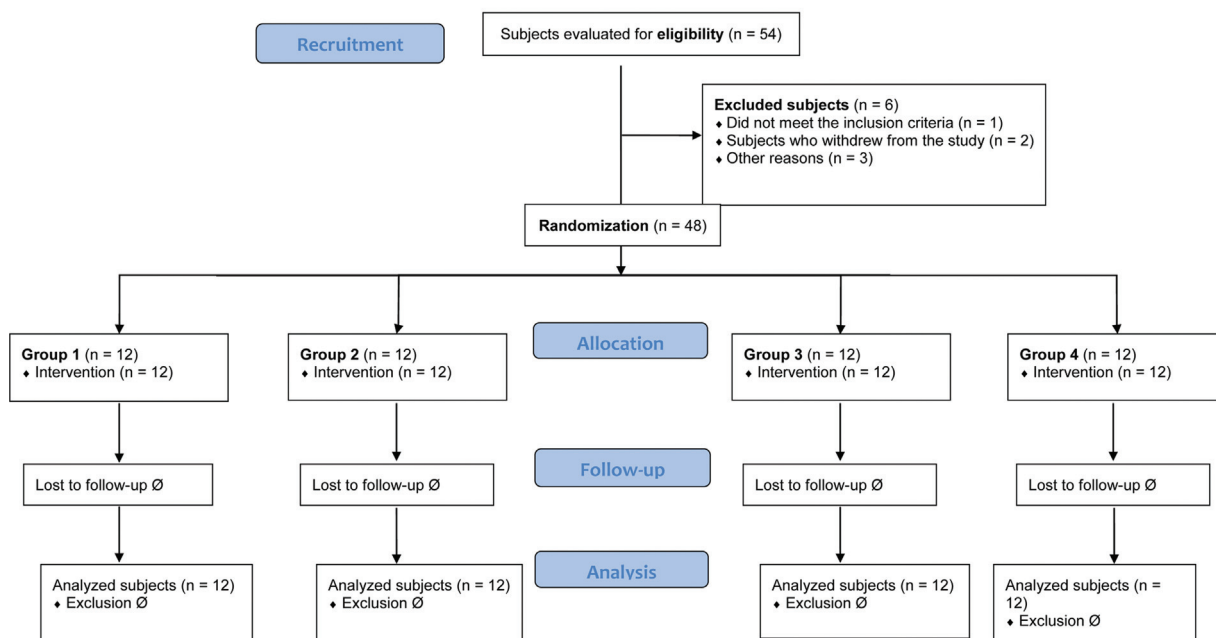 Recruitment
Subjects evaluated for eligibility (n = 54)
Excluded subjects (n = 6)
♦ Did not meet the inclusion criteria (n = 1)
♦ Subjects who withdrew from the study (n = 2)
♦ Other reasons (n = 3)
Randomization (n = 48)
Allocation
Group 1 (n = 12)
♦ Intervention (n = 12)
Group 2 (n = 12)
♦ Intervention (n = 12)
Group 3 (n = 12)
♦ Intervention (n = 12)
Group 4 (n = 12)
♦ Intervention (n = 12)
Follow-up
Lost to follow-up Ø
Lost to follow-up Ø
Lost to follow-up Ø
Lost to follow-up Ø
Analysis
Analyzed subjects (n = 12)
♦ Exclusion Ø
Analyzed subjects (n = 12)
♦ Exclusion Ø
Analyzed subjects (n = 12)
♦ Exclusion Ø
Analyzed subjects (n =
12)
♦ Exclusion Ø